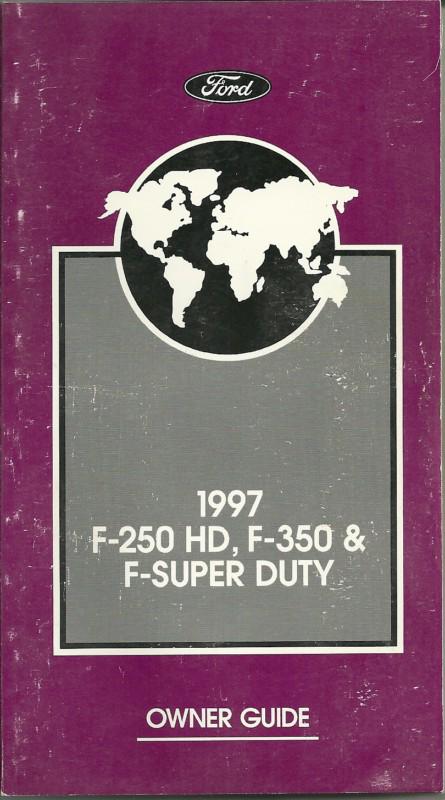 Ford
1997
F-250 HD, F-350 &
F-SUPER DUTY
OWNER GUIDE